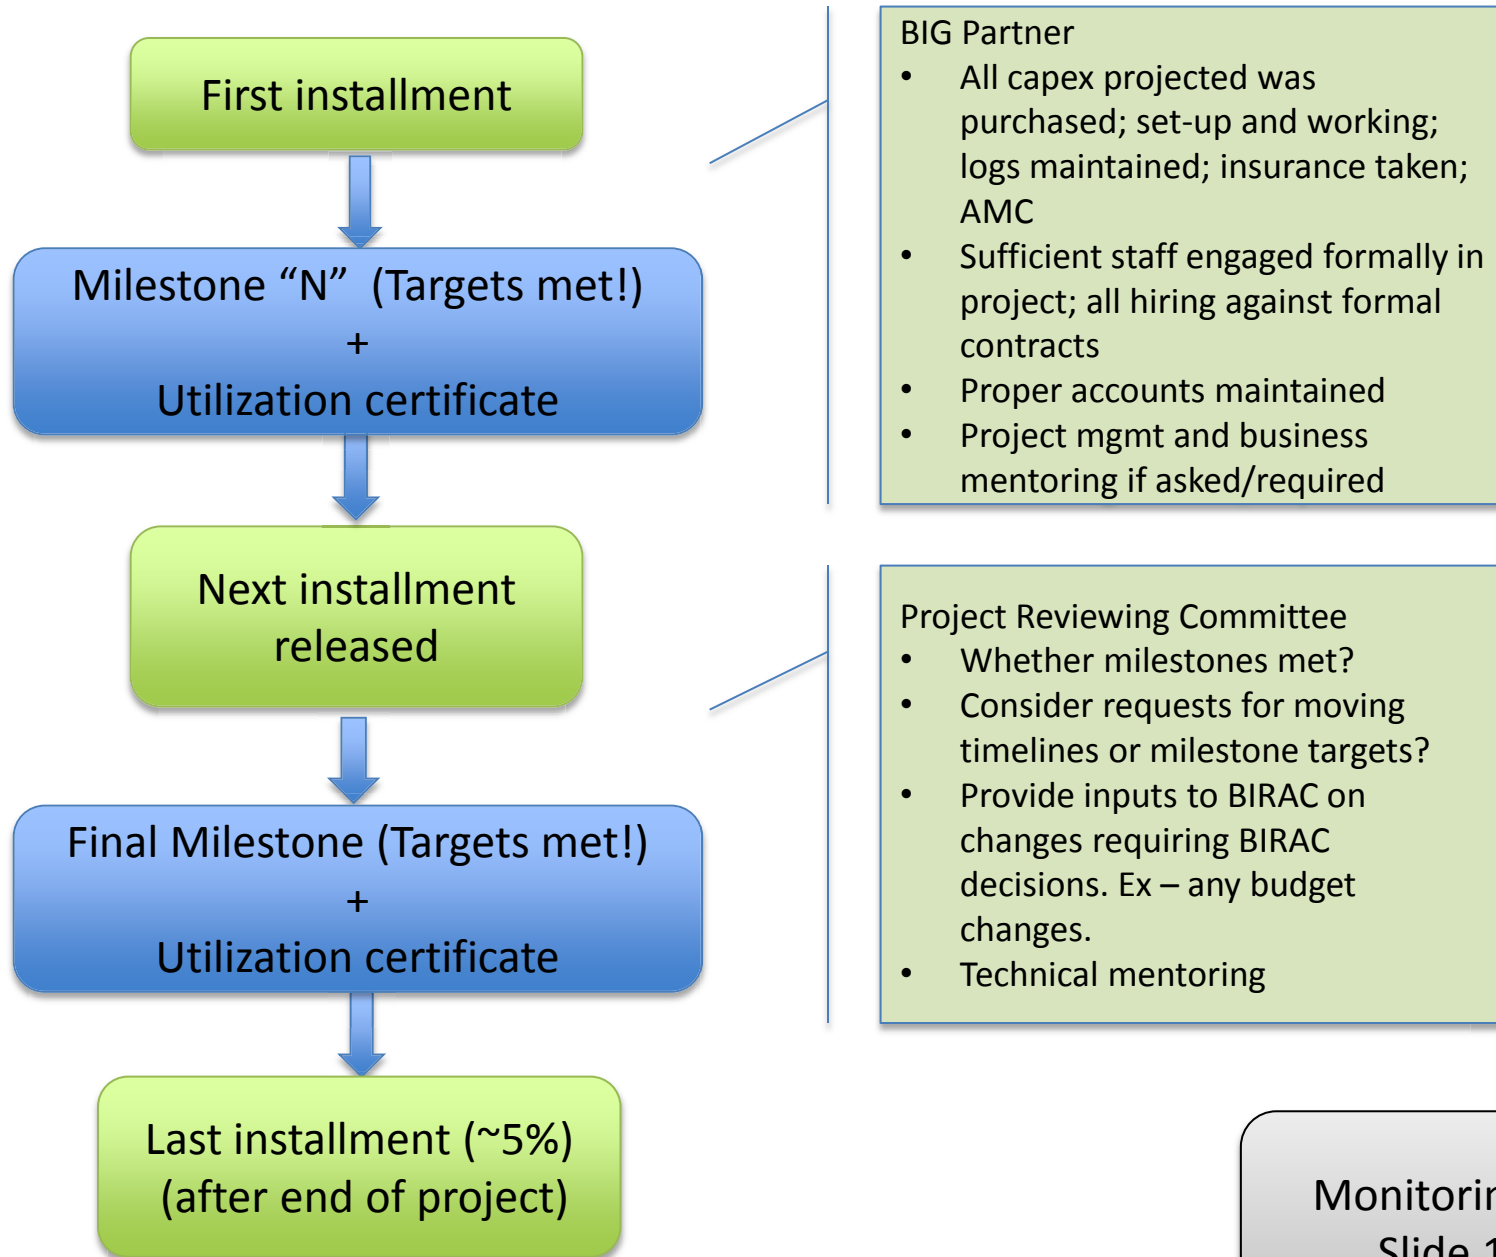 First installment
Milestone “N”  (Targets met!)
+
Utilization certificate
Next installment
released
Final Milestone (Targets met!)
+
Utilization certificate
Last installment (~5%)
(after end of project)
BIG Partner
• All capex projected was
purchased; set-up and working;
logs maintained; insurance taken;
AMC
• Sufficient staff engaged formally in
project; all hiring against formal
contracts
• Proper accounts maintained
• Project mgmt and business
mentoring if asked/required
Project Reviewing Committee
• Whether milestones met?
• Consider requests for moving
timelines or milestone targets?
• Provide inputs to BIRAC on
changes requiring BIRAC
decisions. Ex – any budget
changes.
• Technical mentoring
Slide 1